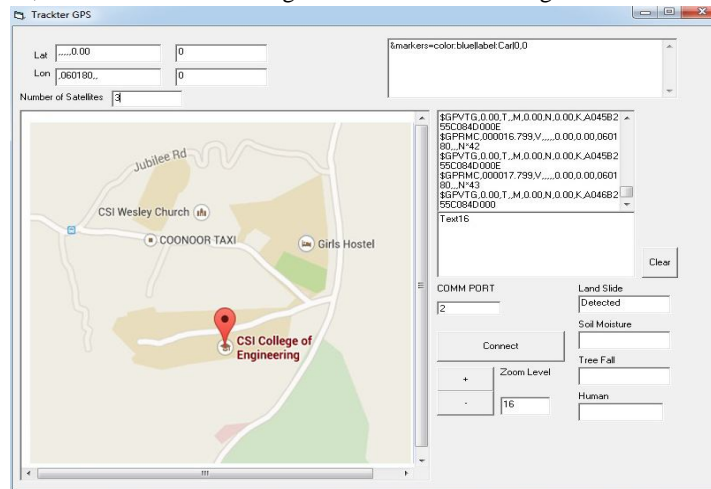 Trackter GPS
Lat ,,,,,0.00 0
Lon ,060180,, 0
Number of Satellites 3
&markers=color:blue|label:Car|0,0
Jubilee Rd
CSI Wesley Church
COONOOR TAXI
Girls Hostel
CSI College of
Engineering
$GPVTG,0.00,T,,M,0.00,N,0.00,K,A045B2
55C084D000E
$GPRMC,000016.799,V,,,,,0.00,0.00,0601
80,,,N*42
$GPVTG,0.00,T,,M,0.00,N,0.00,K,A045B2
55C084D000E
$GPRMC,000017.799,V,,,,,0.00,0.00,0601
80,,,N*43
$GPVTG,0.00,T,,M,0.00,N,0.00,K,A046B2
55C084D000
Text16
Clear
COMM PORT
2
Connect
+
-
Zoom Level
16
Land Slide
Detected
Soil Moisture
Tree Fall
Human